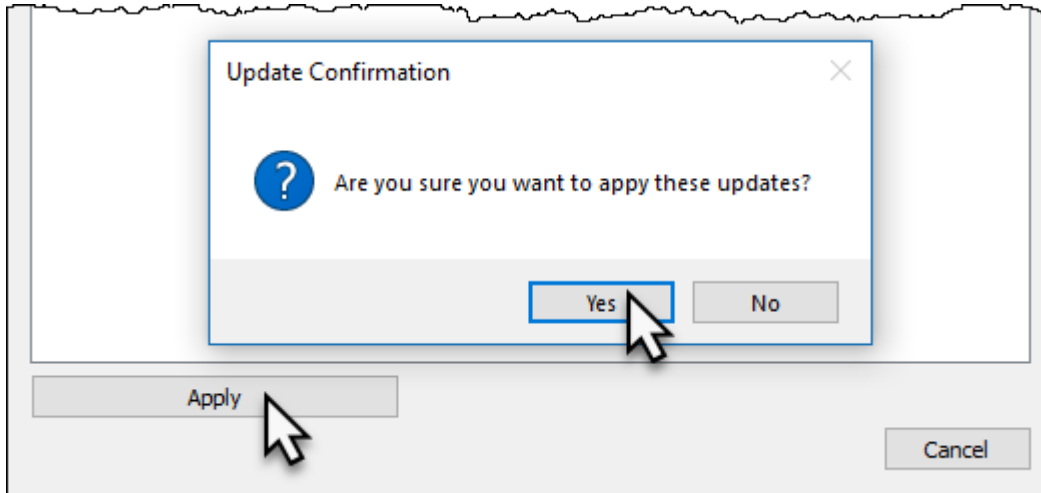 Update Confirmation
Are you sure you want to appy these updates?
Yes No
Apply
Cancel